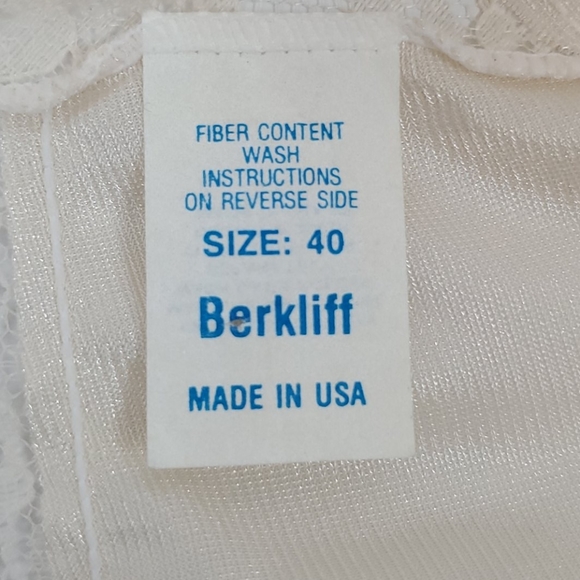 FIBER CONTENT
WASH
INSTRUCTIONS
ON REVERSE SIDE
SIZE: 40
Berkliff
MADE IN USA